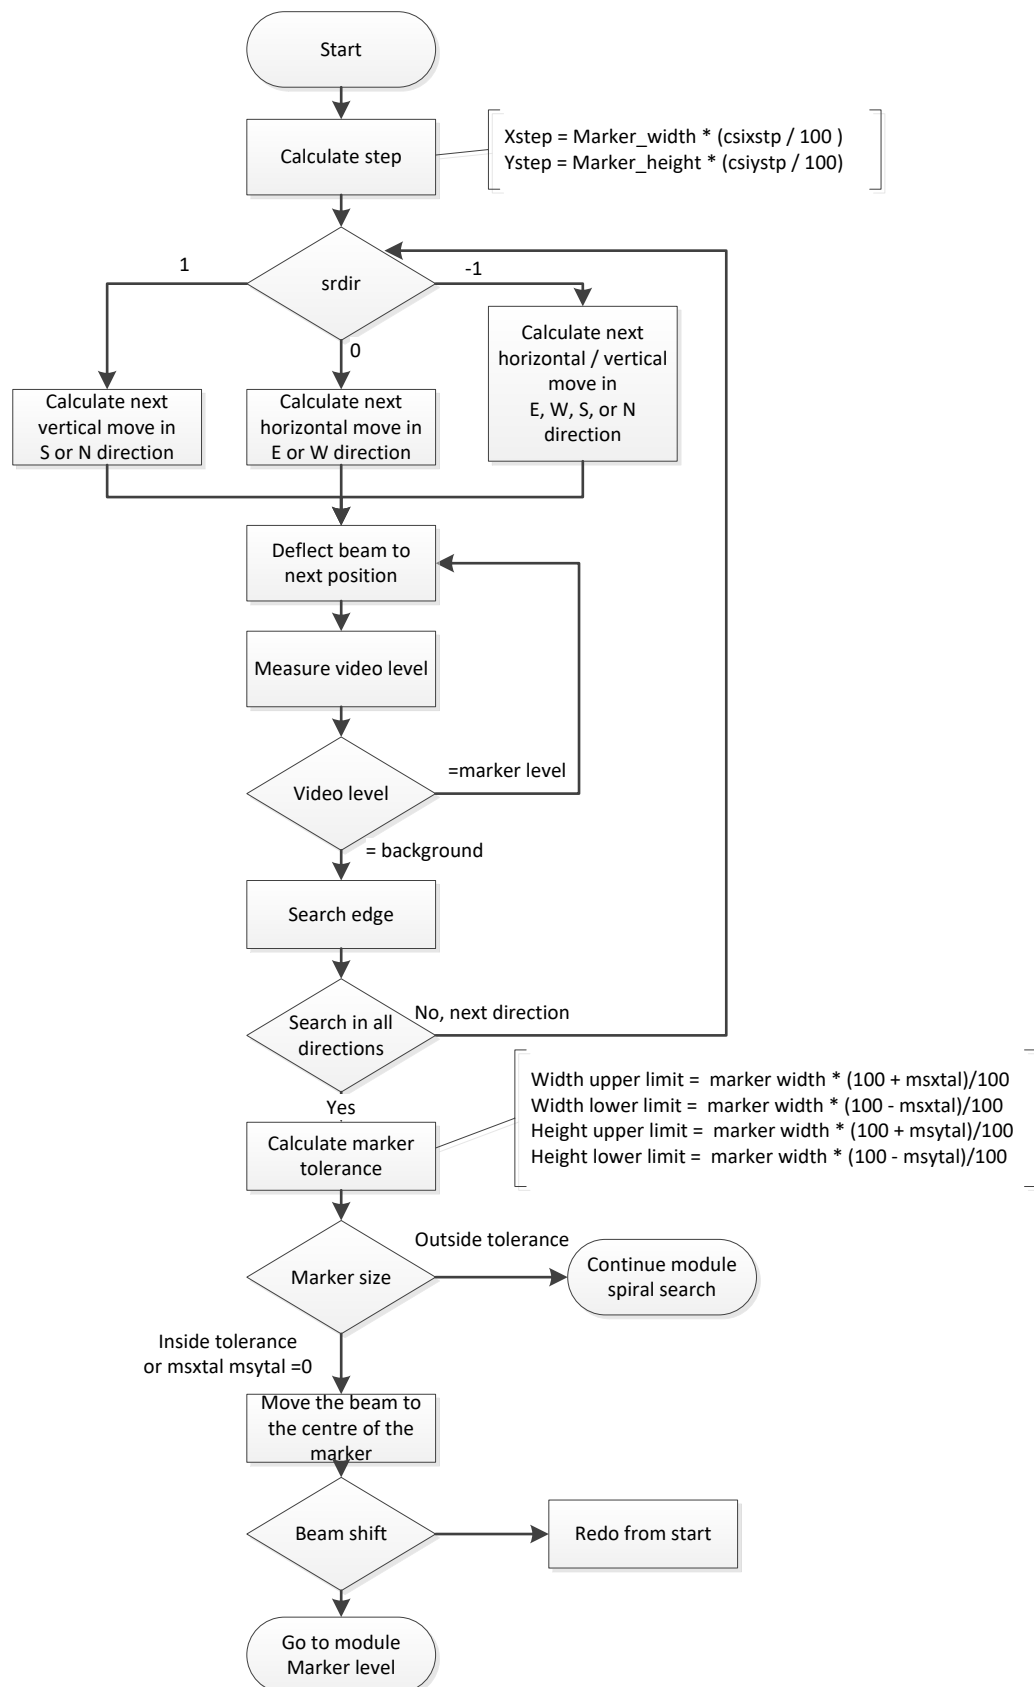 Start
Calculate step
Xstep = Marker_width * (csixstp / 100 )
Ystep = Marker_height * (csiystp / 100)
srdir
1
-1
0
Calculate next
vertical move in
S or N direction
Calculate next
horizontal move in
E or W direction
Calculate next
horizontal / vertical
move in
E, W, S, or N
direction
Deflect beam to
next position
Measure video level
Video level
=marker level
= background
Search edge
Search in all
directions
No, next direction
Yes
Calculate marker
tolerance
Width upper limit =  marker width * (100 + msxtal)/100
Width lower limit =  marker width * (100 - msxtal)/100
Height upper limit =  marker width * (100 + msytal)/100
Height lower limit =  marker width * (100 - msytal)/100
Marker size
Outside tolerance
Continue module
spiral search
Inside tolerance
or msxtal msytal =0
Move the beam to
the centre of the
marker
Beam shift
Redo from start
Go to module
Marker level